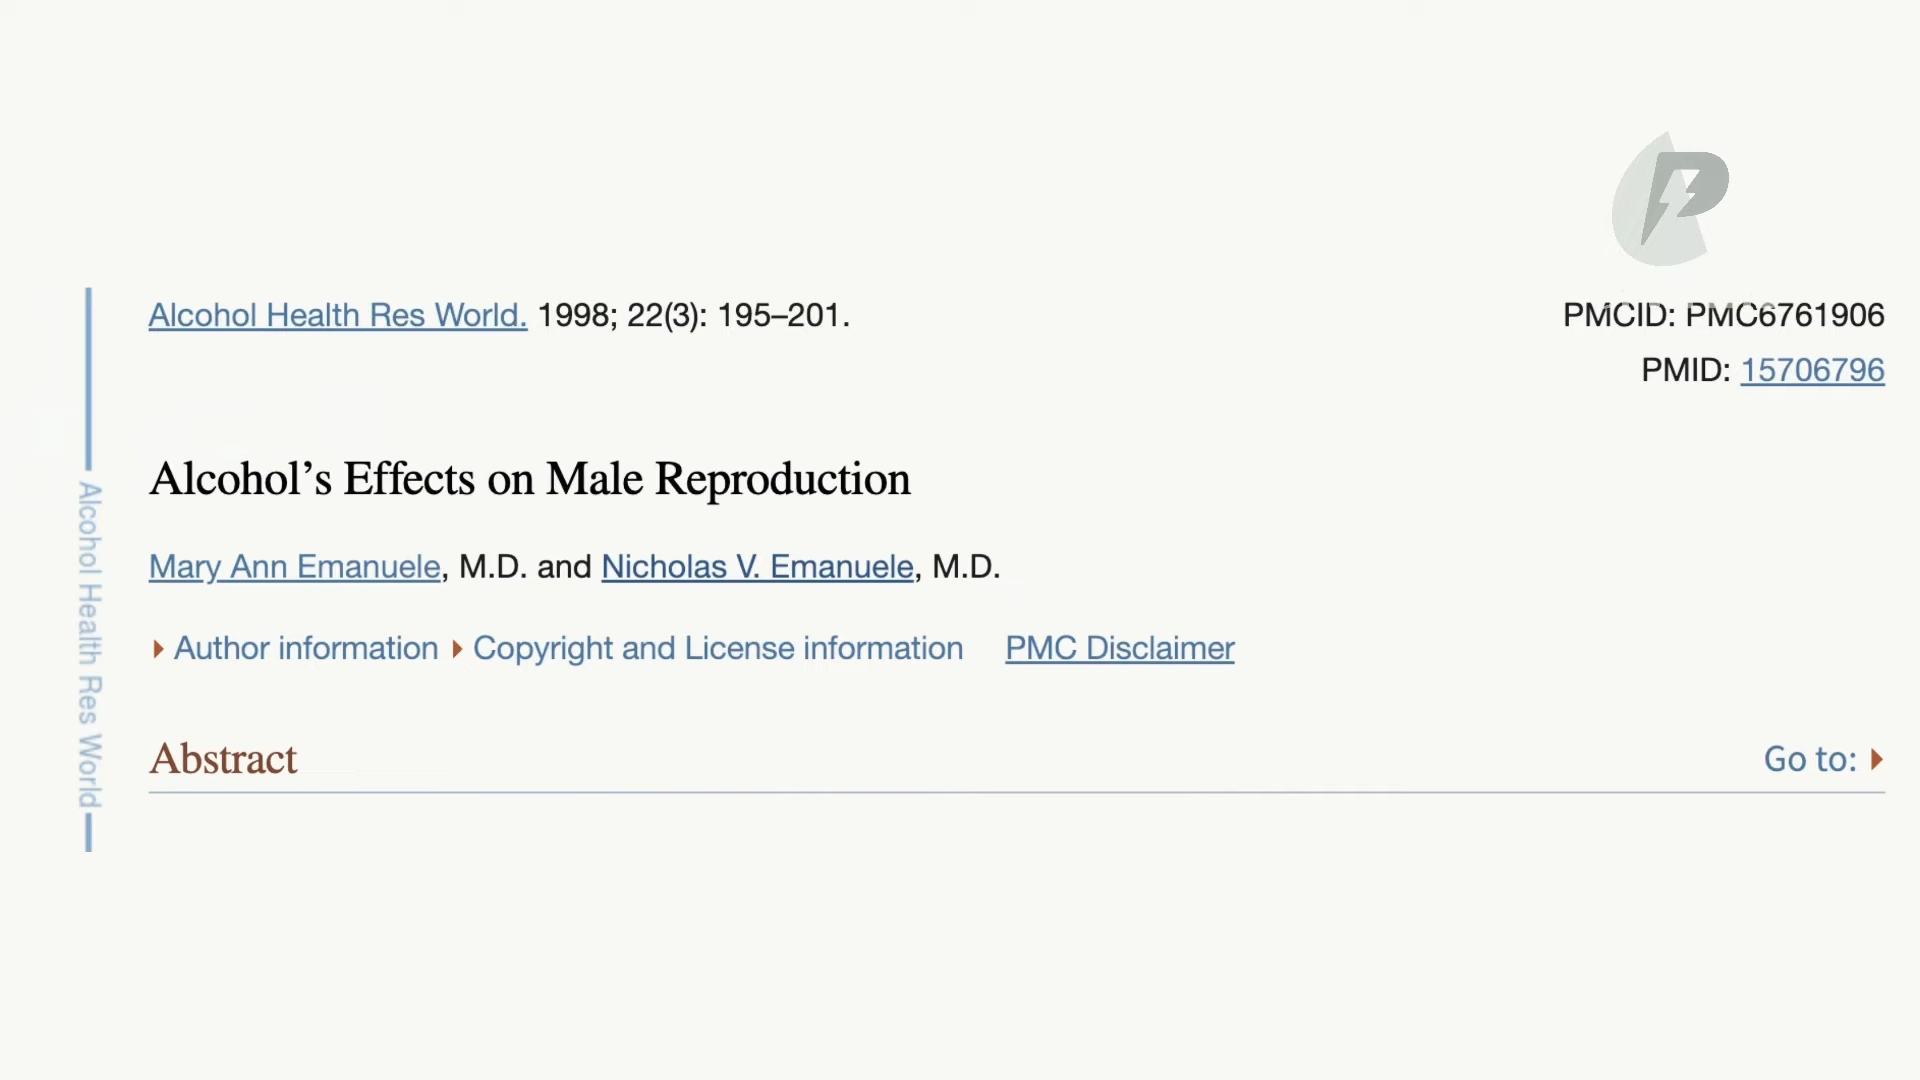 Alcohol Health Res World. 1998; 22(3): 195–201.
PMCID: PMC6761906
PMID: 15706796
Alcohol’s Effects on Male Reproduction
Mary Ann Emanuele, M.D. and Nicholas V. Emanuele, M.D.
Author information Copyright and License information PMC Disclaimer
Abstract
Go to:
Alcohol Health Res World